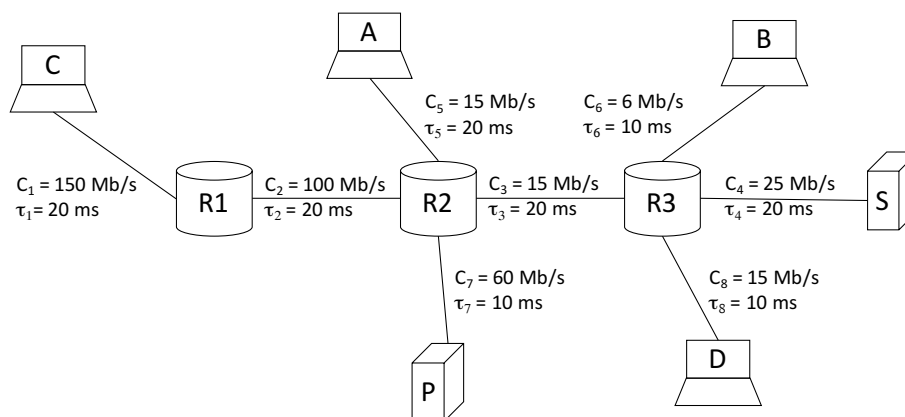 A
B
C
C₅ = 15 Mb/s
τ₅ = 20 ms
C₆ = 6 Mb/s
τ₆ = 10 ms
C₁ = 150 Mb/s
τ₁= 20 ms
R1
C₂ = 100 Mb/s
τ₂ = 20 ms
R2
C₃ = 15 Mb/s
τ₃ = 20 ms
R3
C₄ = 25 Mb/s
τ₄ = 20 ms
S
C₇ = 60 Mb/s
τ₇ = 10 ms
C₈ = 15 Mb/s
τ₈ = 10 ms
P
D